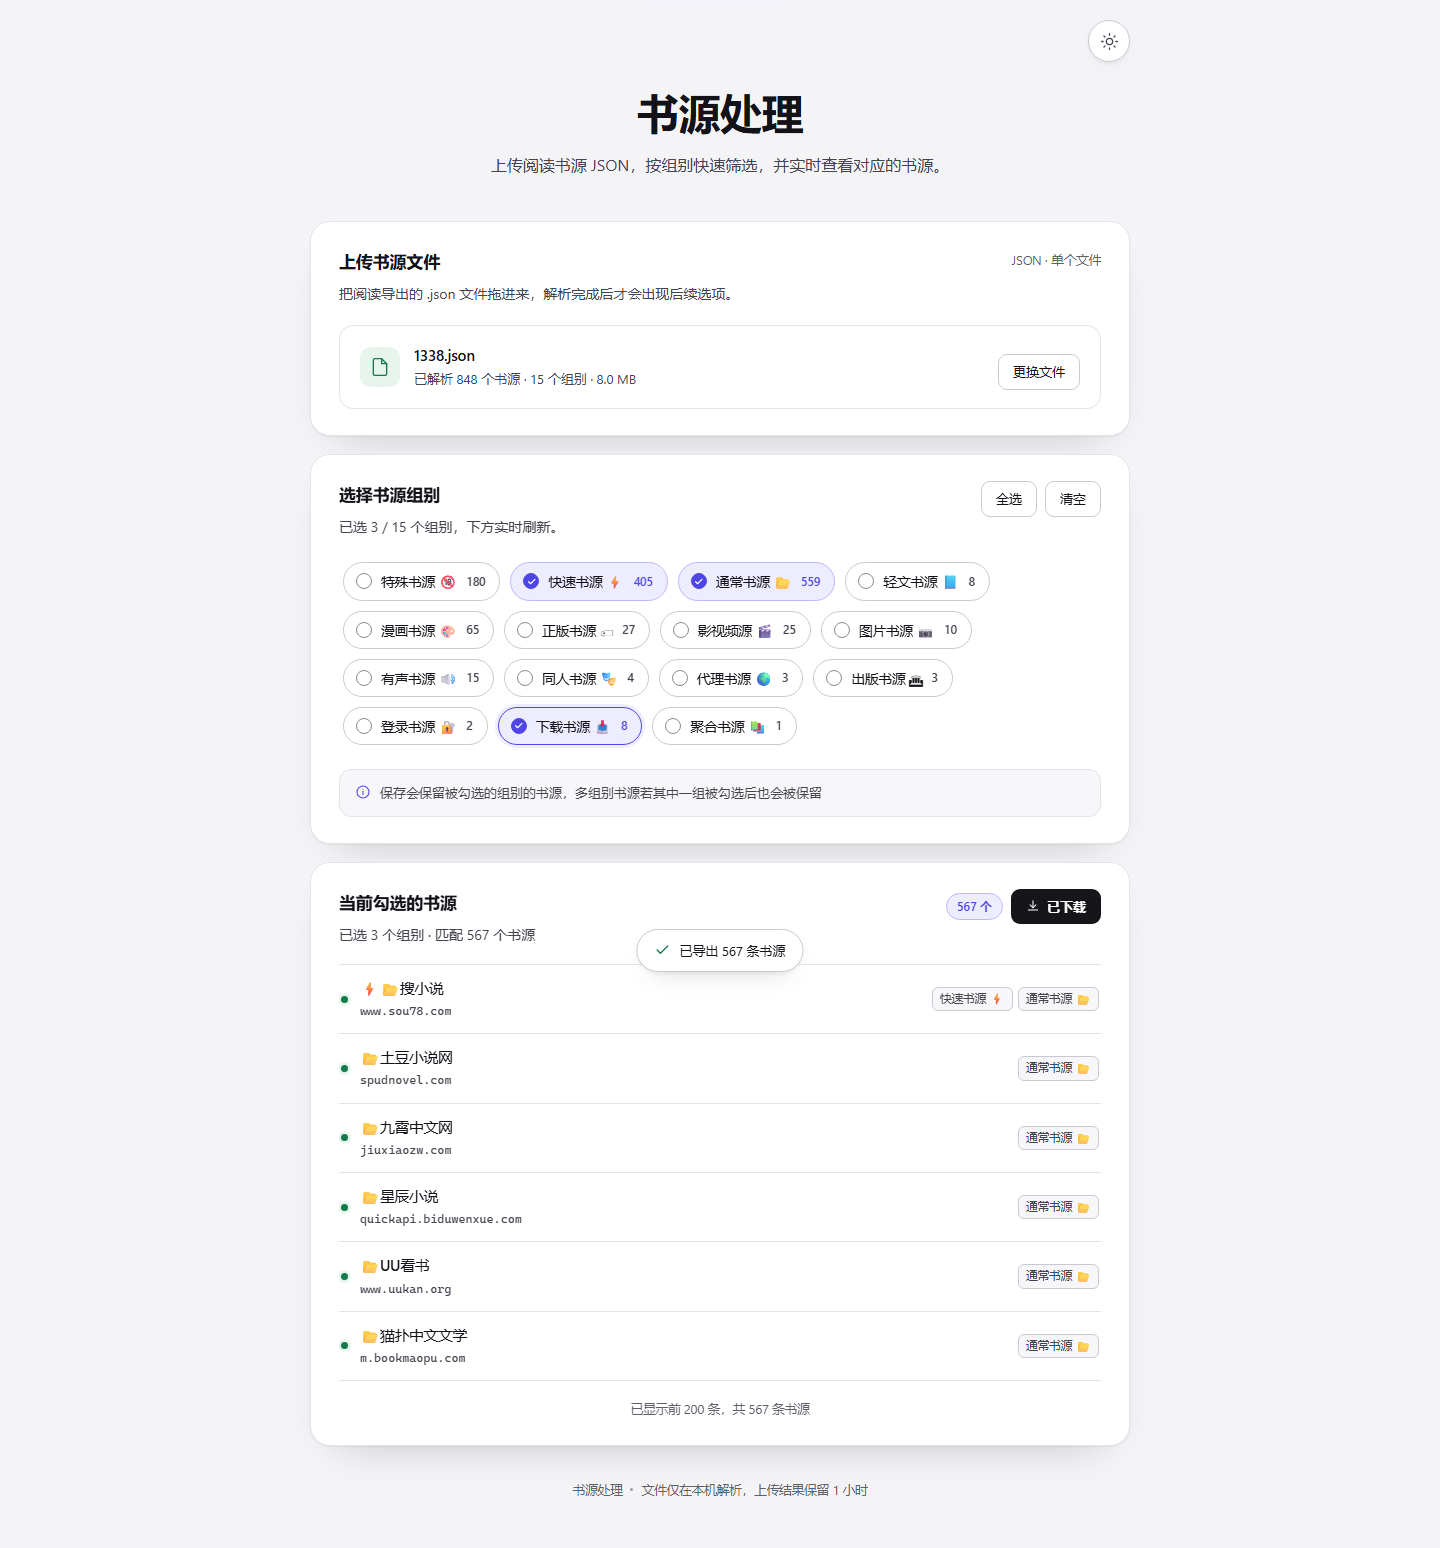 书源处理
上传阅读书源 JSON，按组别快速筛选，并实时查看对应的书源。
上传书源文件
JSON · 单个文件
把阅读导出的 .json 文件拖进来，解析完成后才会出现后续选项。
1338.json
已解析 848 个书源 · 15 个组别 · 8.0 MB
更换文件
选择书源组别
全选
清空
已选 3 / 15 个组别，下方实时刷新。
特殊书源 🔞 180
快速书源 ⚡ 405
通常书源 📁 559
轻文书源 📘 8
漫画书源 🎨 65
正版书源 🏷 27
影视频源 🎬 25
图片书源 📷 10
有声书源 🔊 15
同人书源 🎭 4
代理书源 🌍 3
出版书源 🖨 3
登录书源 🔐 2
下载书源 📥 8
聚合书源 📚 1
保存会保留被勾选的组别的书源，多组别书源若其中一组被勾选后也会被保留
当前勾选的书源
567 个
已下载
已选 3 个组别 · 匹配 567 个书源
已导出 567 条书源
⚡📁搜小说
www.sou78.com
快速书源 ⚡
通常书源 📁
📁土豆小说网
spudnovel.com
通常书源 📁
📁九霄中文网
jiuxiaozw.com
通常书源 📁
📁星辰小说
quickapi.biduwenxue.com
通常书源 📁
📁UU看书
www.uukan.org
通常书源 📁
📁猫扑中文文学
m.bookmaopu.com
通常书源 📁
已显示前 200 条，共 567 条书源
书源处理 • 文件仅在本机解析，上传结果保留 1 小时